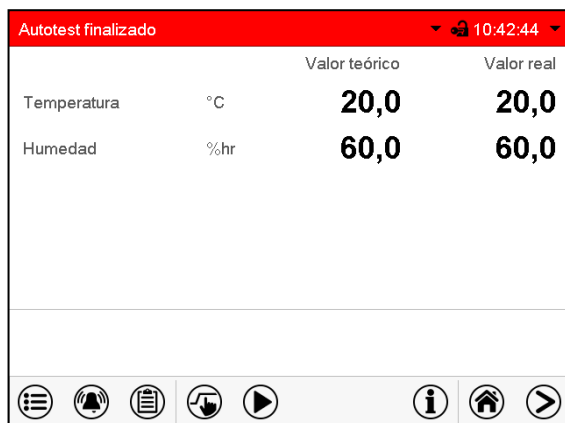 Autotest finalizado 10:42:44
Valor teórico Valor real
Temperatura °C 20,0 20,0
Humedad %hr 60,0 60,0